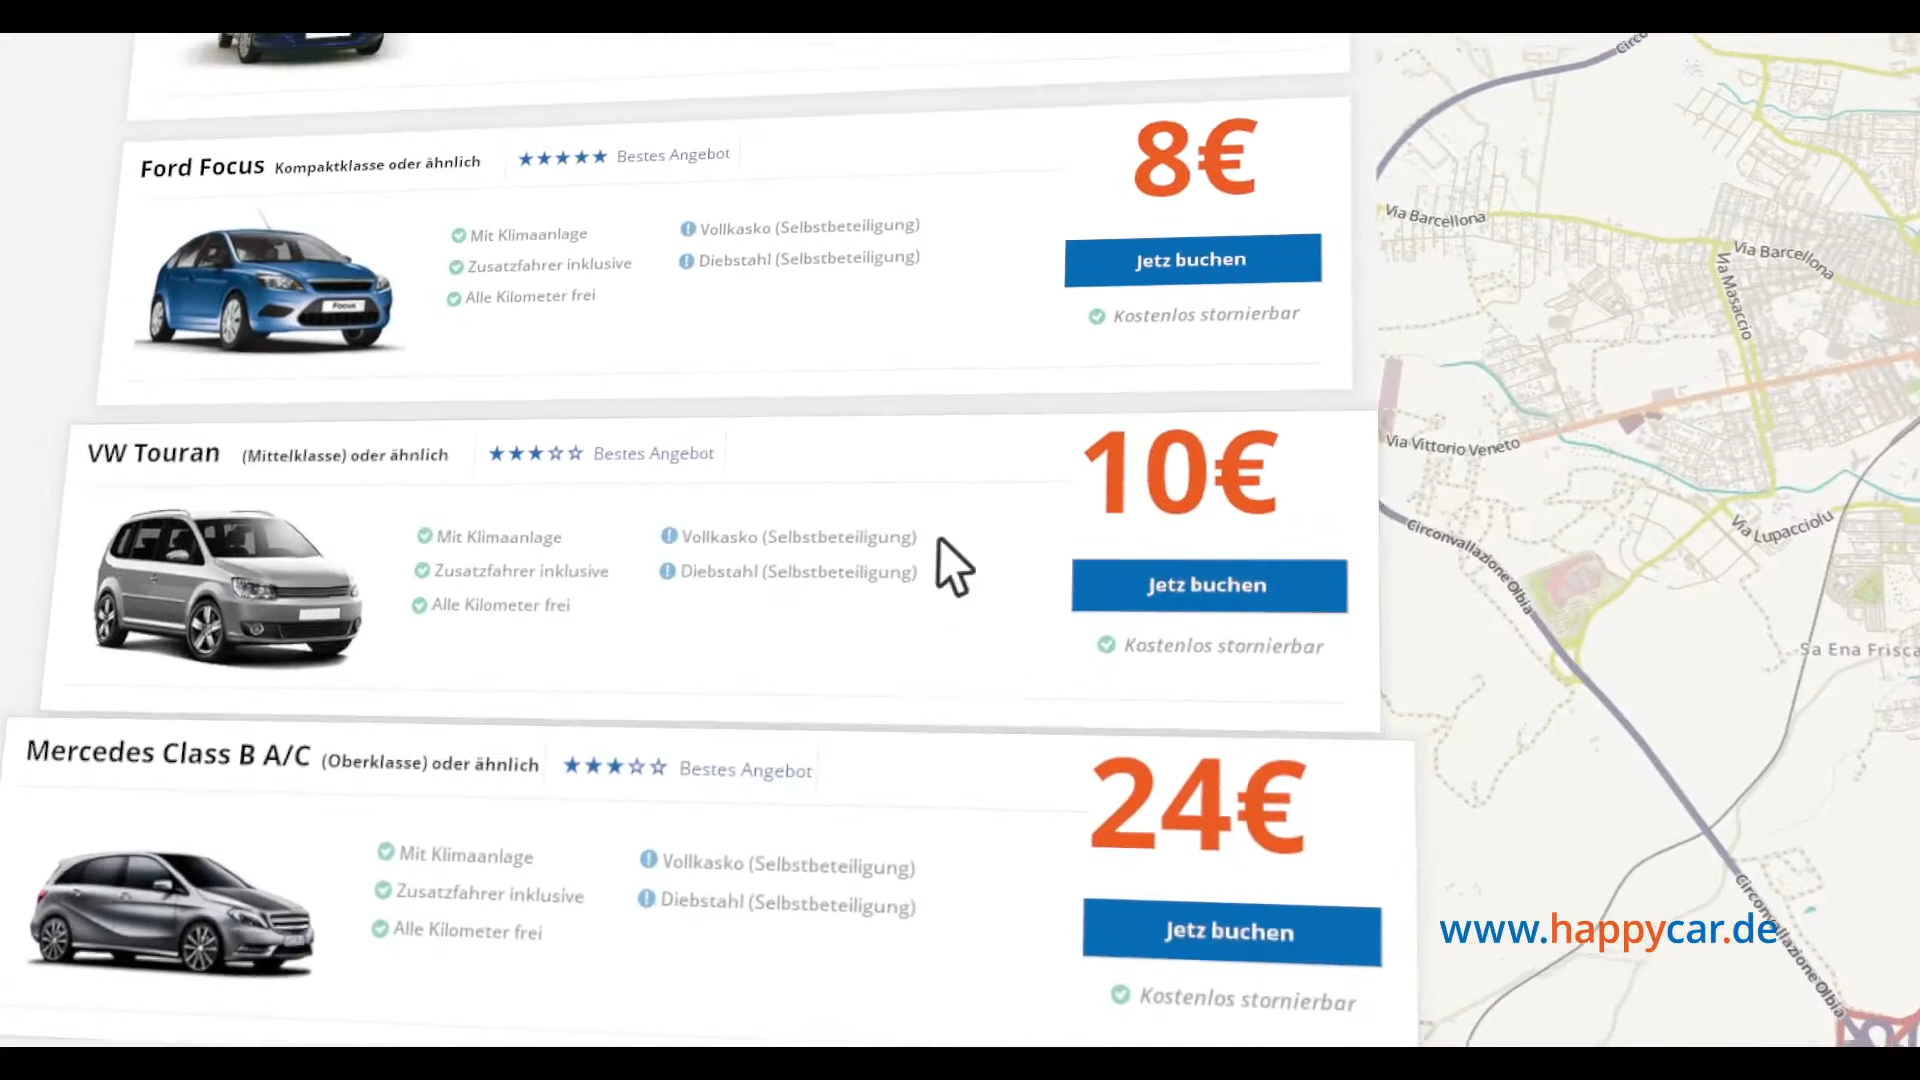 Ford Focus Kompaktklasse oder ähnlich ★★★★★ Bestes Angebot
8€
Mit Klimaanlage
Zusatzfahrer inklusive
Alle Kilometer frei
Vollkasko (Selbstbeteiligung)
Diebstahl (Selbstbeteiligung)
Jetz buchen
Kostenlos stornierbar
Focus
VW Touran (Mittelklasse) oder ähnlich ★★★☆☆ Bestes Angebot
10€
Mit Klimaanlage
Zusatzfahrer inklusive
Alle Kilometer frei
Vollkasko (Selbstbeteiligung)
Diebstahl (Selbstbeteiligung)
Jetz buchen
Kostenlos stornierbar
Mercedes Class B A/C (Oberklasse) oder ähnlich ★★★☆☆ Bestes Angebot
24€
Mit Klimaanlage
Zusatzfahrer inklusive
Alle Kilometer frei
Vollkasko (Selbstbeteiligung)
Diebstahl (Selbstbeteiligung)
Jetz buchen
Kostenlos stornierbar
Circo
Via Barcellona
Via Barcellona
Via Masaccio
Via Vittorio Veneto
Via Lupacciolu
Circonvallazione Olbia
Sa Ena Frisca
Circonvallazione Olbia
www.happycar.de